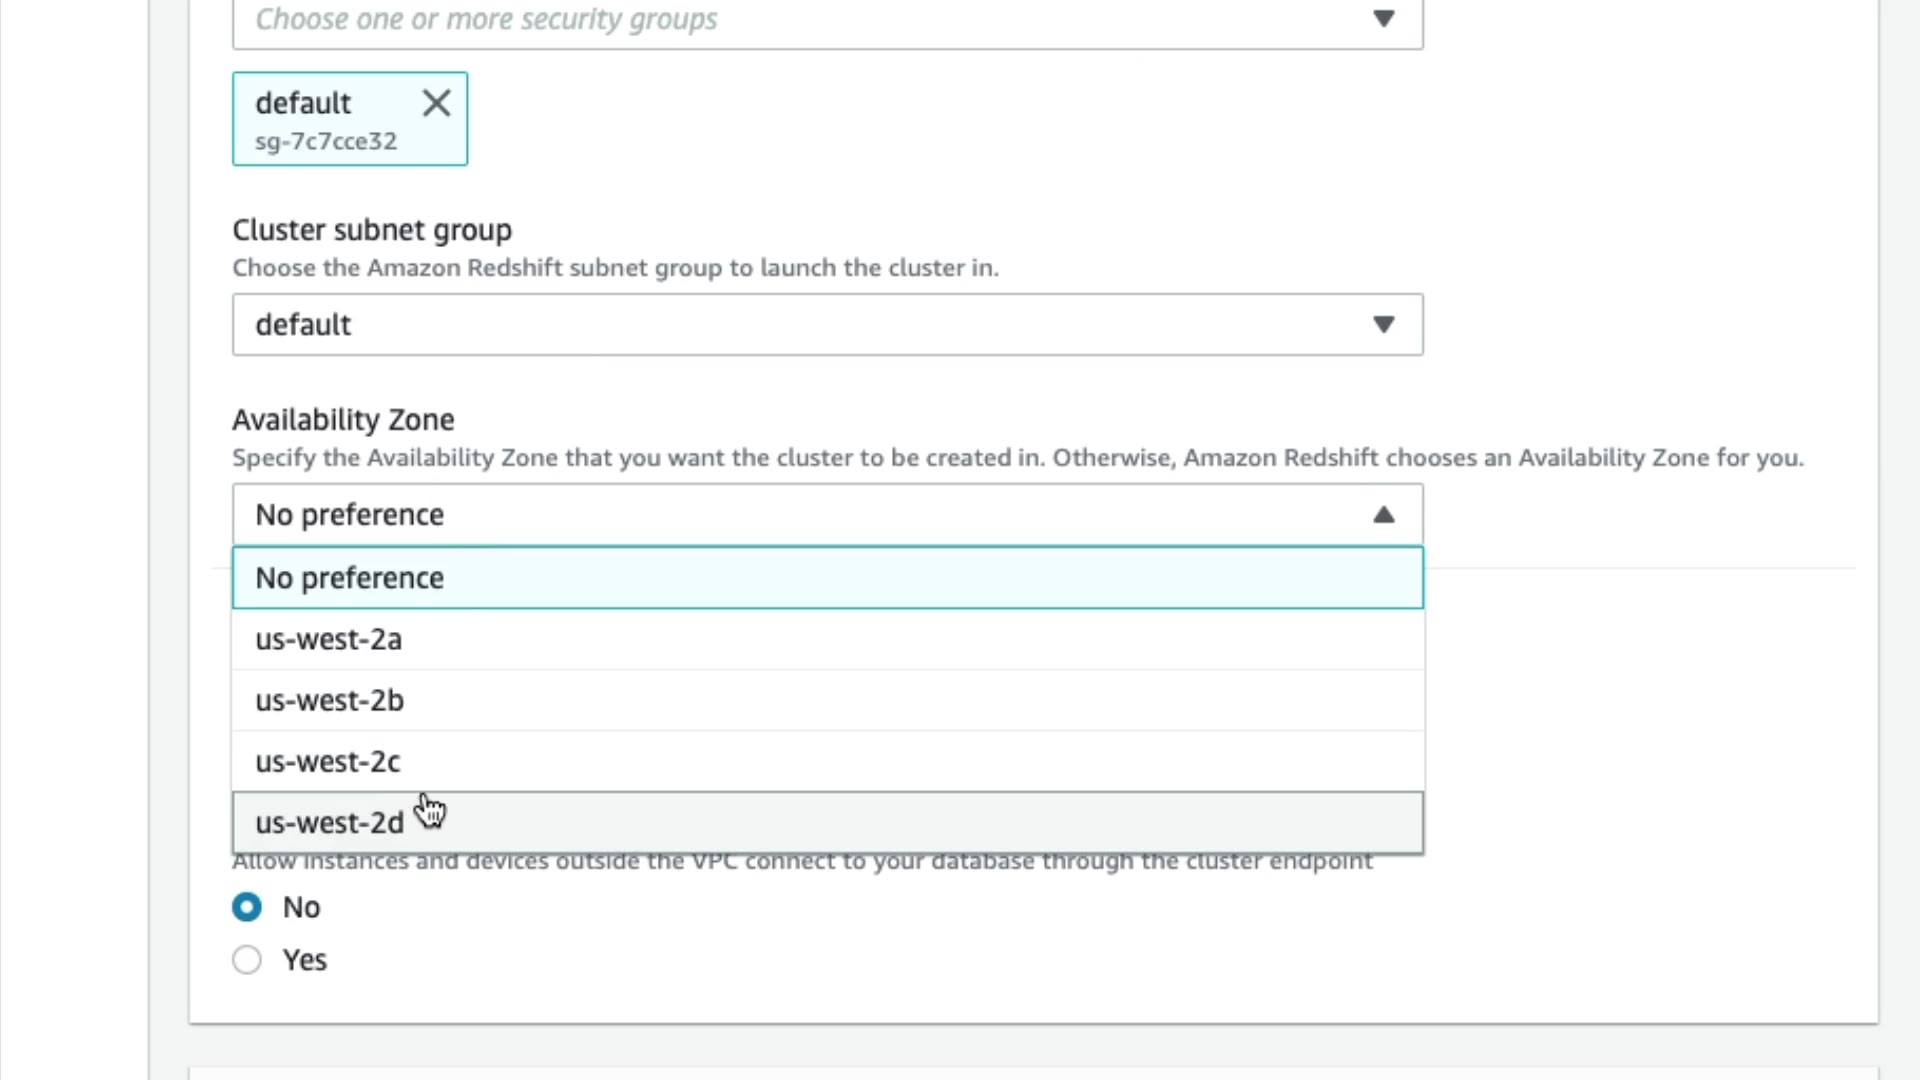 Choose one or more security groups
default
sg-7c7cce32
Cluster subnet group
Choose the Amazon Redshift subnet group to launch the cluster in.
default
Availability Zone
Specify the Availability Zone that you want the cluster to be created in. Otherwise, Amazon Redshift chooses an Availability Zone for you.
No preference
No preference
us-west-2a
us-west-2b
us-west-2c
us-west-2d
Allow instances and devices outside the VPC connect to your database through the cluster endpoint
No
Yes